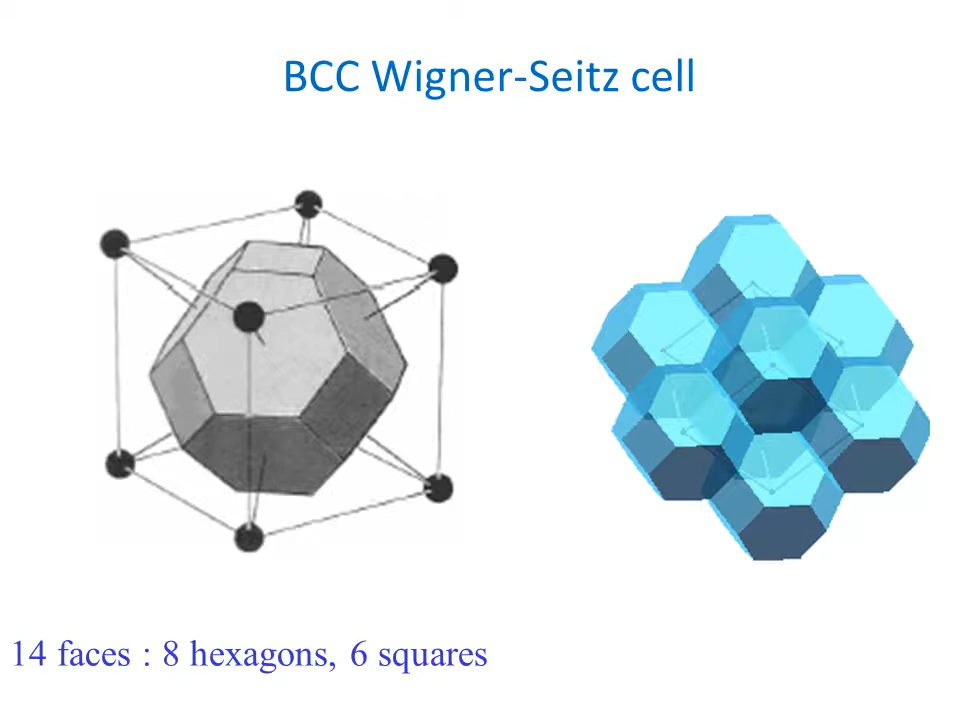 BCC Wigner-Seitz cell
14 faces : 8 hexagons, 6 squares